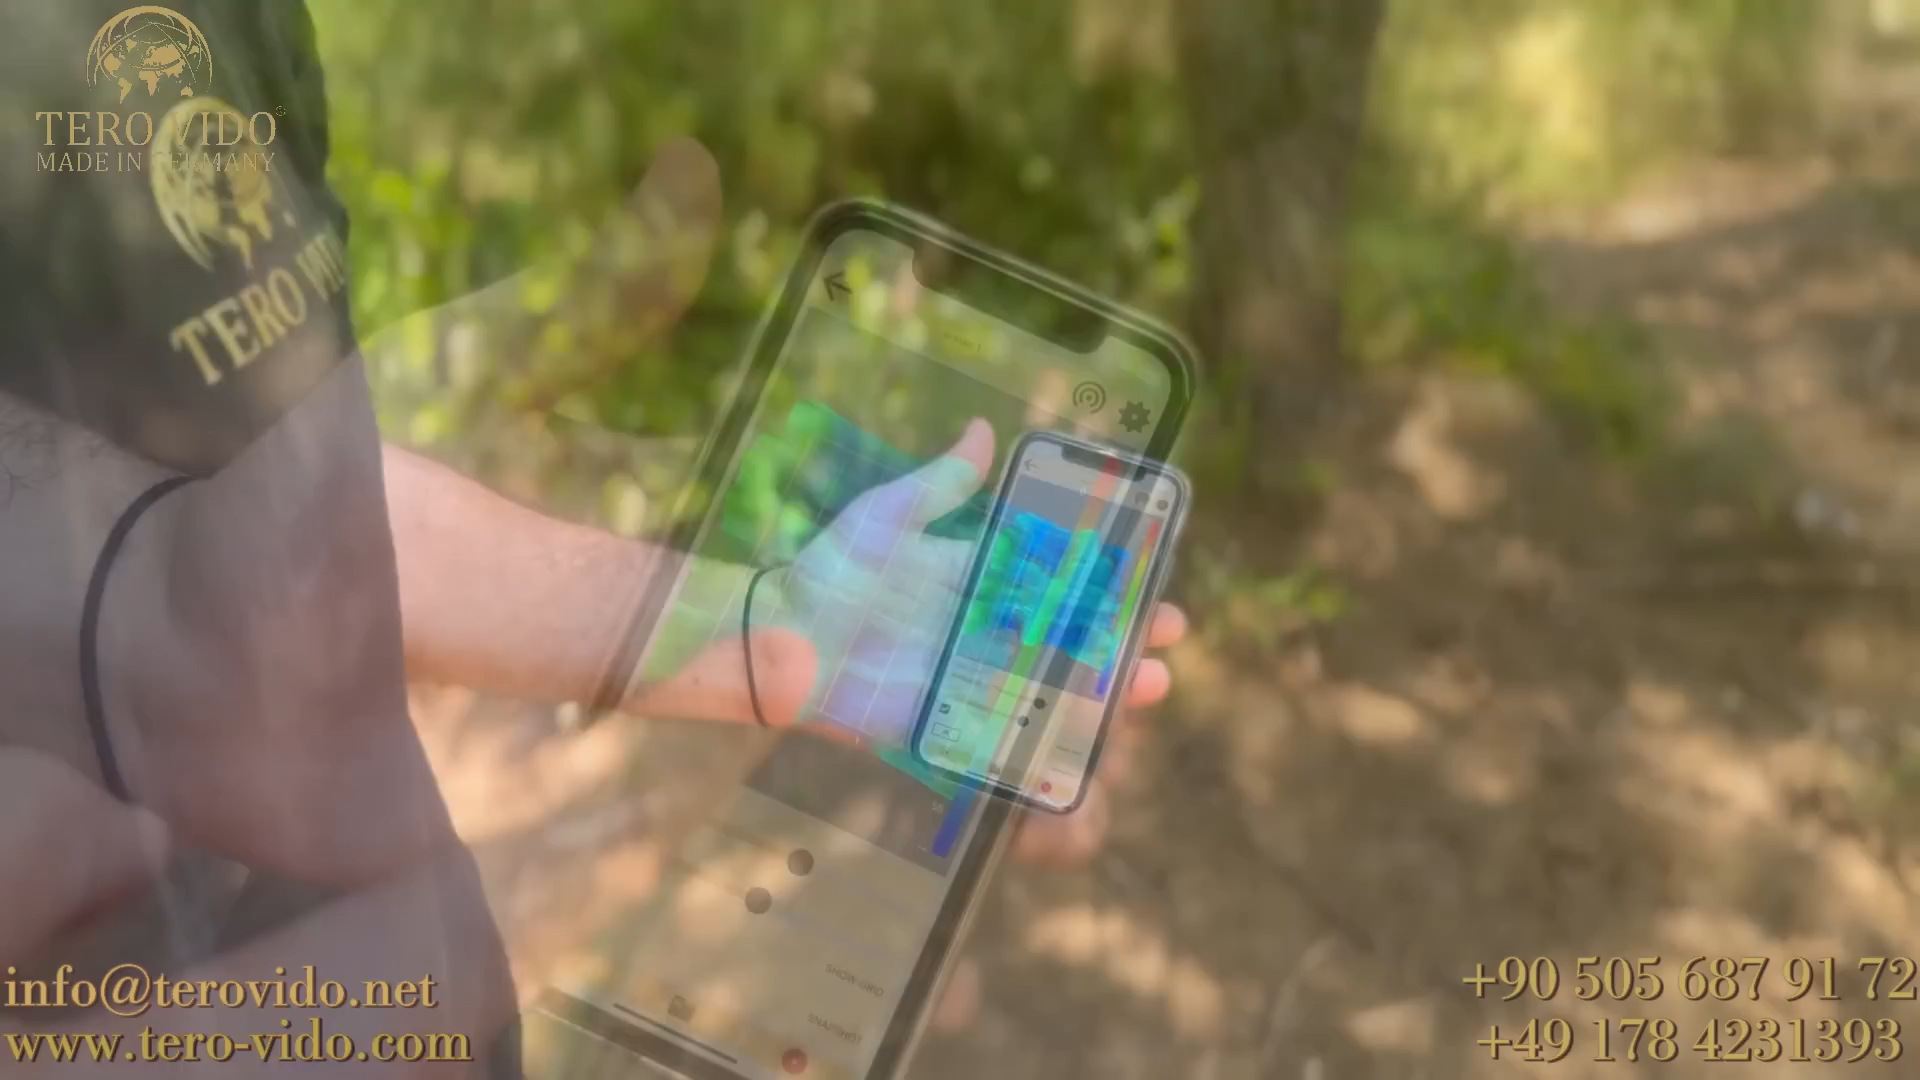 TERO VIDO
MADE IN GERMANY
TERO VI
SHOW GRID
SNAPSHOT
info@terovido.net
www.tero-vido.com
+90 505 687 91 72
+49 178 4231393